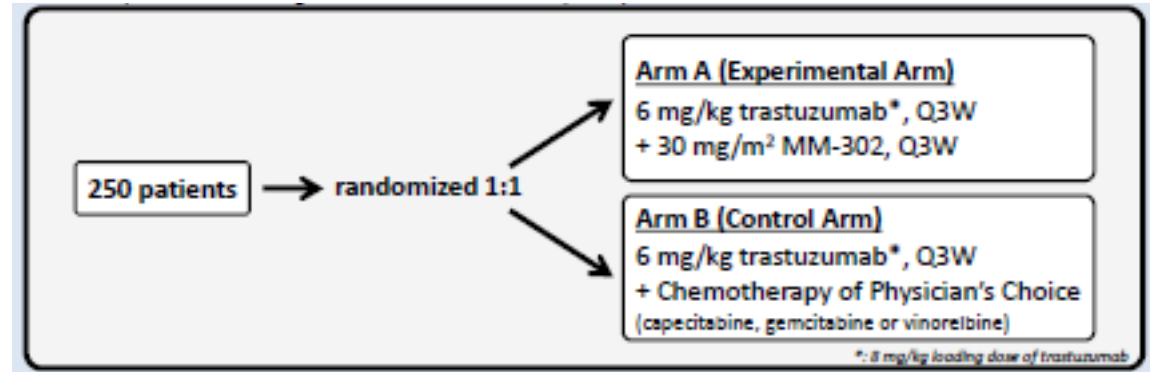 250 patients
randomized 1:1
Arm A (Experimental Arm)
6 mg/kg trastuzumab*, Q3W
+ 30 mg/m² MM-302, Q3W
Arm B (Control Arm)
6 mg/kg trastuzumab*, Q3W
+ Chemotherapy of Physician's Choice
(capecitabine, gemcitabine or vinorelbine)
*: 8 mg/kg loading dose of trastuzumab